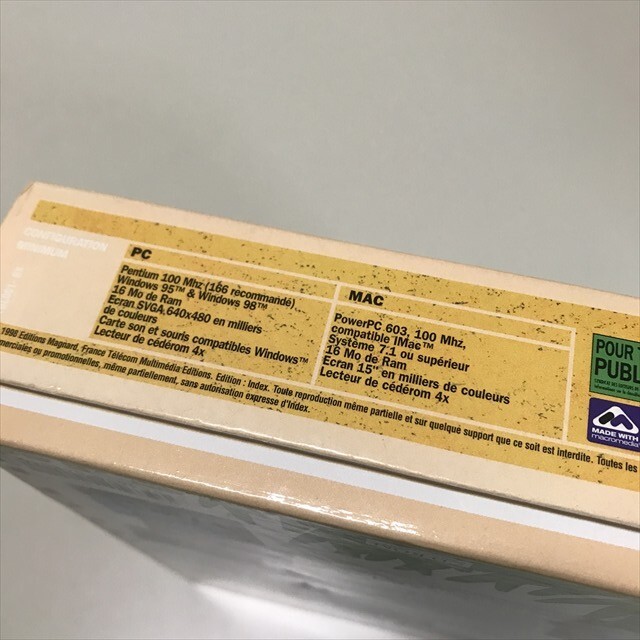 CONFIGURATION
PC
Pentium 100 Mhz (166 recommandé)
Windows 95™ & Windows 98™
16 Mo de Ram
Ecran SVGA 640x480 en milliers
de couleurs
Carte son et souris compatibles Windows™
Lecteur de cédérom 4x
MAC
PowerPC 603, 100 Mhz,
compatible IMac™
Système 7.1 ou supérieur
16 Mo de Ram
Ecran 15" en milliers de couleurs
Lecteur de cédérom 4x
POUR
PUBL
MADE WITH
macromedia
Editions Magnard, France Télécom Multimédia Editions. Edition : Index. Toute reproduction même partielle et sur quelque support que ce soit est interdite. Toutes les
ou promotionnelles, même partiellement, sans autorisation expresse d'Index.